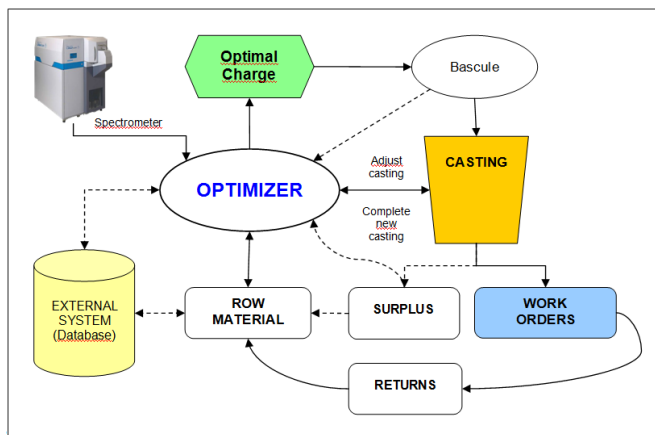 Optimal
Charge
Bascule
Spectrometer
Adjust
casting
CASTING
OPTIMIZER
Complete
new
casting
EXTERNAL
SYSTEM
(Database)
ROW
MATERIAL
SURPLUS
WORK
ORDERS
RETURNS